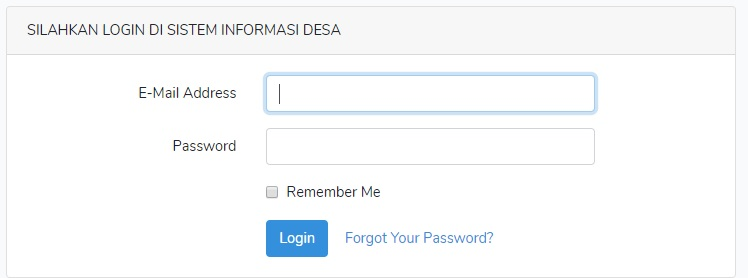 SILAHKAN LOGIN DI SISTEM INFORMASI DESA
E-Mail Address
Password
Remember Me
Login Forgot Your Password?